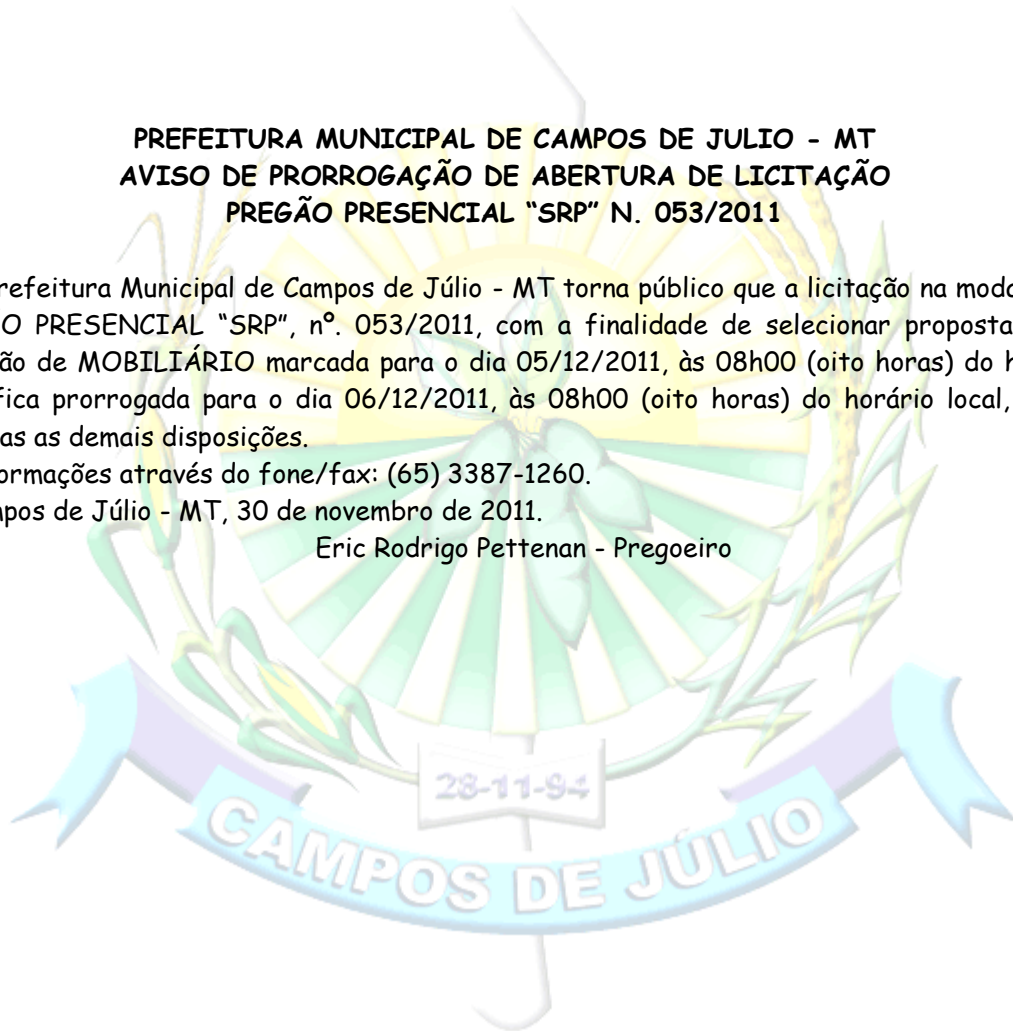 PREFEITURA MUNICIPAL DE CAMPOS DE JULIO - MT
AVISO DE PRORROGAÇÃO DE ABERTURA DE LICITAÇÃO
PREGÃO PRESENCIAL “SRP” N. 053/2011
refeitura Municipal de Campos de Júlio - MT torna público que a licitação na moda
O PRESENCIAL “SRP”, nº. 053/2011, com a finalidade de selecionar proposta
ão de MOBILIÁRIO marcada para o dia 05/12/2011, às 08h00 (oito horas) do h
fica prorrogada para o dia 06/12/2011, às 08h00 (oito horas) do horário local,
as as demais disposições.
ormações através do fone/fax: (65) 3387-1260.
mpos de Júlio - MT, 30 de novembro de 2011.
Eric Rodrigo Pettenan - Pregoeiro
28-11-94
CAMPOS DE JÚLIO